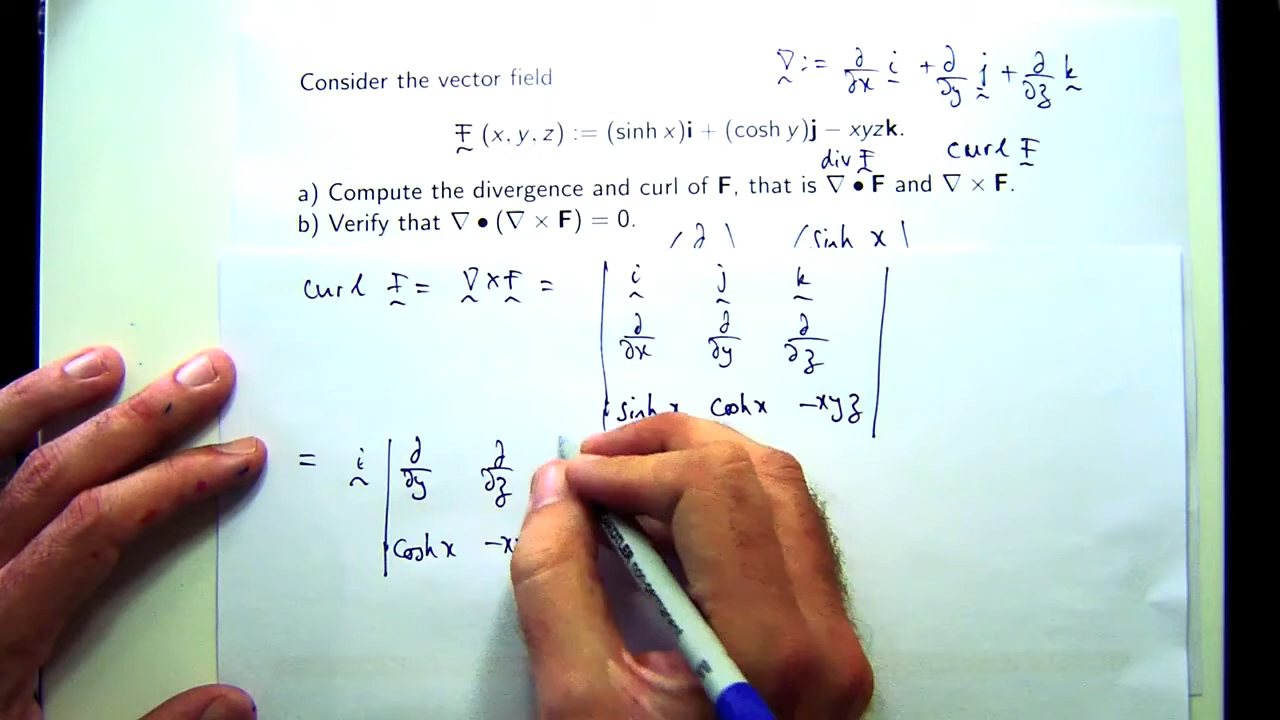 ∇ := ∂/∂x i + ∂/∂y j + ∂/∂z k
Consider the vector field
F (x, y, z) := (sinh x)i + (cosh y)j − xyzk.
div F curl F
a) Compute the divergence and curl of F, that is ∇ • F and ∇ × F.
b) Verify that ∇ • (∇ × F) = 0.
/ ∂ \ / sinh x \
curl F = ∇ × F = | i j k |
| ∂/∂x ∂/∂y ∂/∂z |
| sinh x cosh x −xyz |
= i | ∂/∂y ∂/∂z
| cosh x −x